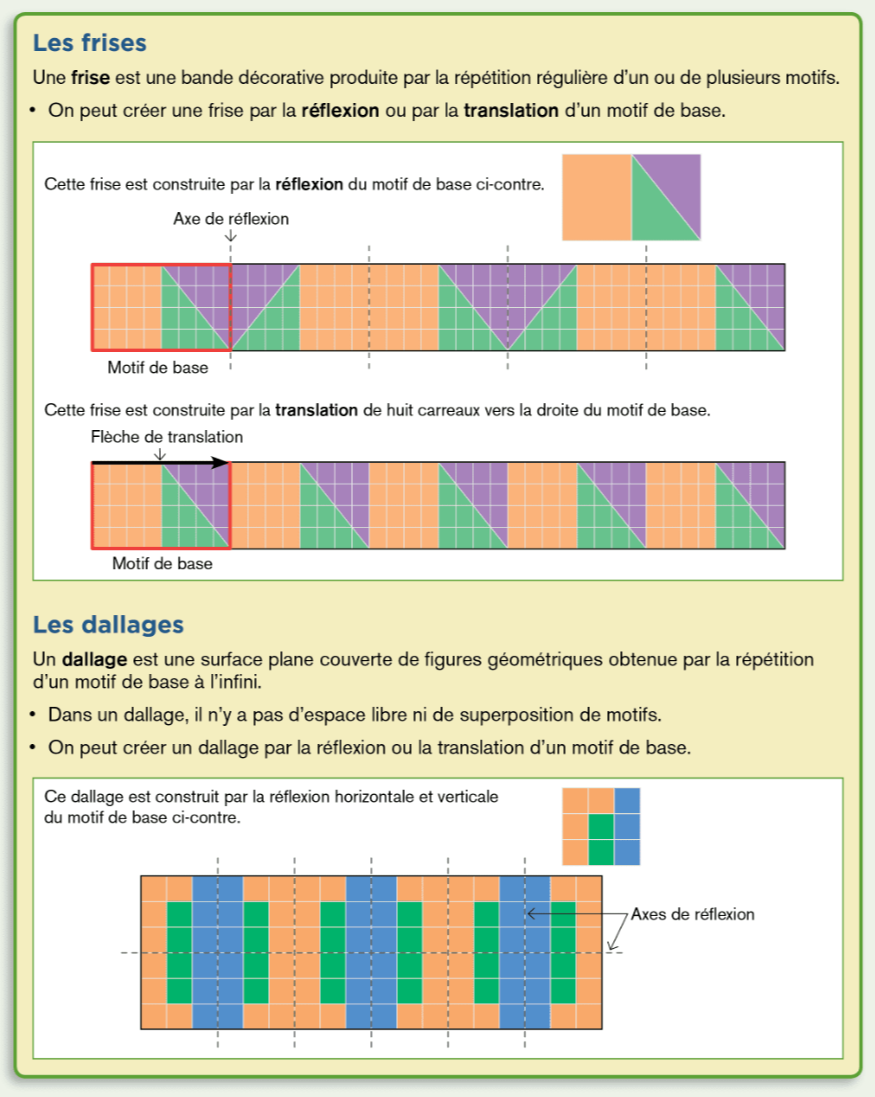 Les frises
Une frise est une bande décorative produite par la répétition régulière d’un ou de plusieurs motifs.
• On peut créer une frise par la réflexion ou par la translation d’un motif de base.
Cette frise est construite par la réflexion du motif de base ci-contre.
Axe de réflexion
Motif de base
Cette frise est construite par la translation de huit carreaux vers la droite du motif de base.
Flèche de translation
Motif de base
Les dallages
Un dallage est une surface plane couverte de figures géométriques obtenue par la répétition
d’un motif de base à l’infini.
• Dans un dallage, il n’y a pas d’espace libre ni de superposition de motifs.
• On peut créer un dallage par la réflexion ou la translation d’un motif de base.
Ce dallage est construit par la réflexion horizontale et verticale
du motif de base ci-contre.
Axes de réflexion